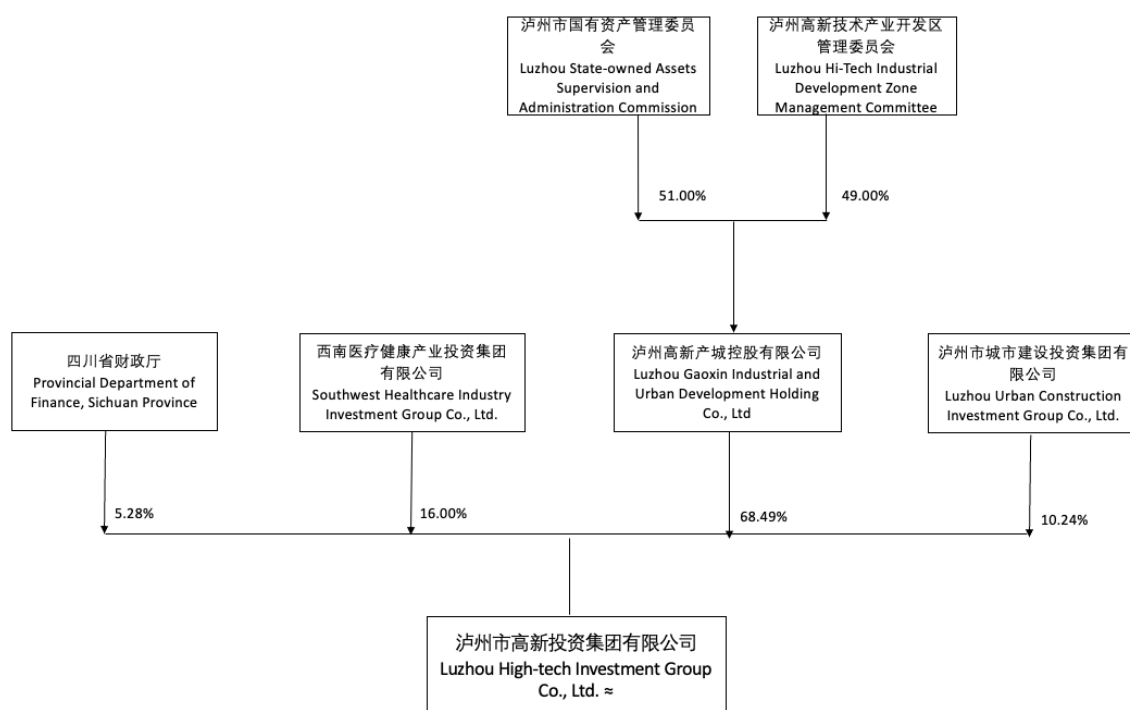 泸州市国有资产管理委员
会
Luzhou State-owned Assets
Supervision and
Administration Commission
泸州高新技术产业开发区
管理委员会
Luzhou Hi-Tech Industrial
Development Zone
Management Committee
51.00%
49.00%
四川省财政厅
Provincial Department of
Finance, Sichuan Province
西南医疗健康产业投资集团
有限公司
Southwest Healthcare Industry
Investment Group Co., Ltd.
泸州高新产城控股有限公司
Luzhou Gaoxin Industrial and
Urban Development Holding
Co., Ltd
泸州市城市建设投资集团有
限公司
Luzhou Urban Construction
Investment Group Co., Ltd.
5.28%
16.00%
68.49%
10.24%
泸州市高新投资集团有限公司
Luzhou High-tech Investment Group
Co., Ltd. ≈